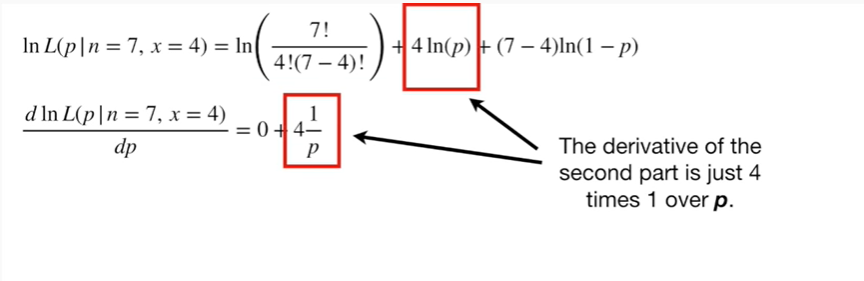 ln L(p|n = 7, x = 4) = ln(7!/4!(7 − 4)!) + 4 ln(p) + (7 − 4)ln(1 − p)
d ln L(p|n = 7, x = 4)/dp = 0 + 4 1/p
The derivative of the
second part is just 4
times 1 over p.